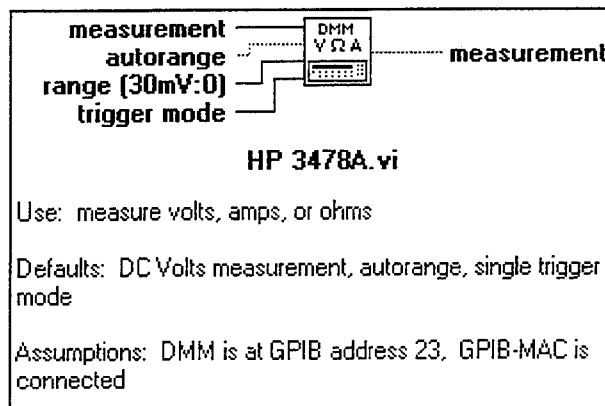 measurement
DMM
V Ω A
autorange
measurement
range (30mV:0)
trigger mode
HP 3478A.vi
Use: measure volts, amps, or ohms
Defaults: DC Volts measurement, autorange, single trigger
mode
Assumptions: DMM is at GPIB address 23, GPIB-MAC is
connected